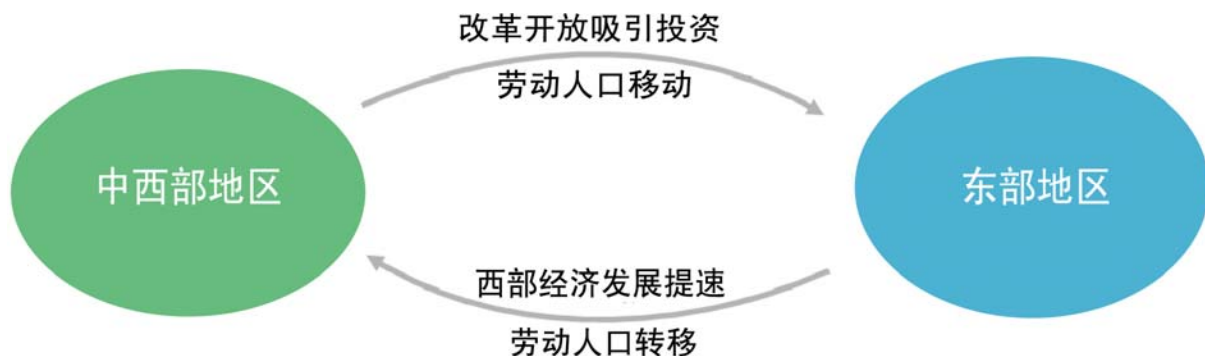 改革开放吸引投资
劳动人口移动
中西部地区
东部地区
西部经济发展提速
劳动人口转移